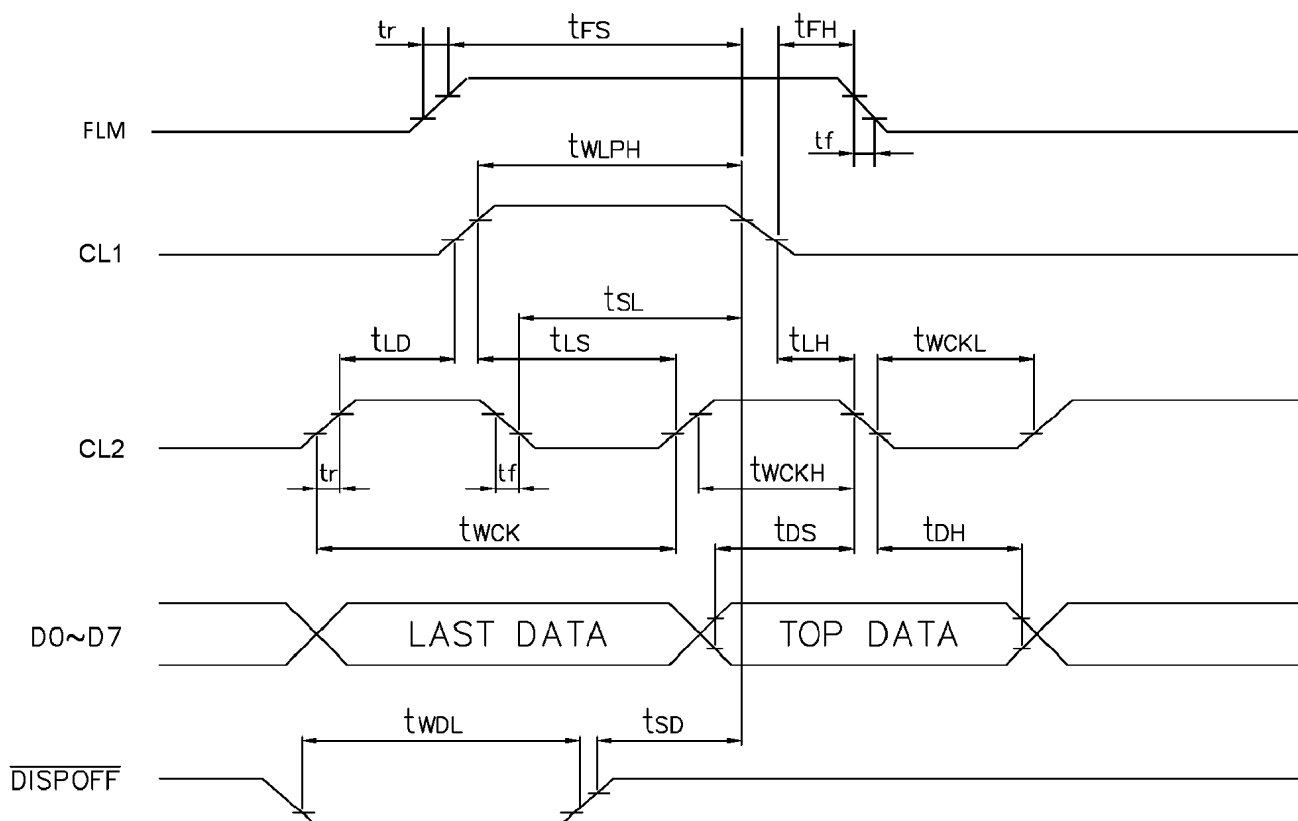 tr tFS tFH
FLM
tf
tWLPH
CL1
tSL
tLD tLS tLH tWCKL
CL2
tr tf tWCKH
tWCK tDS tDH
D0~D7 LAST DATA TOP DATA
tWDL tSD
DISPOFF